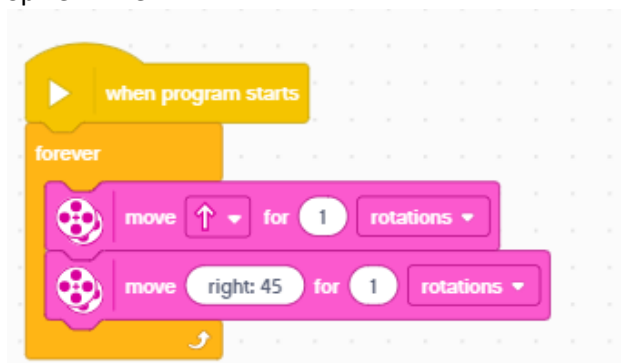 when program starts
forever
move for 1 rotations
move right: 45 for 1 rotations